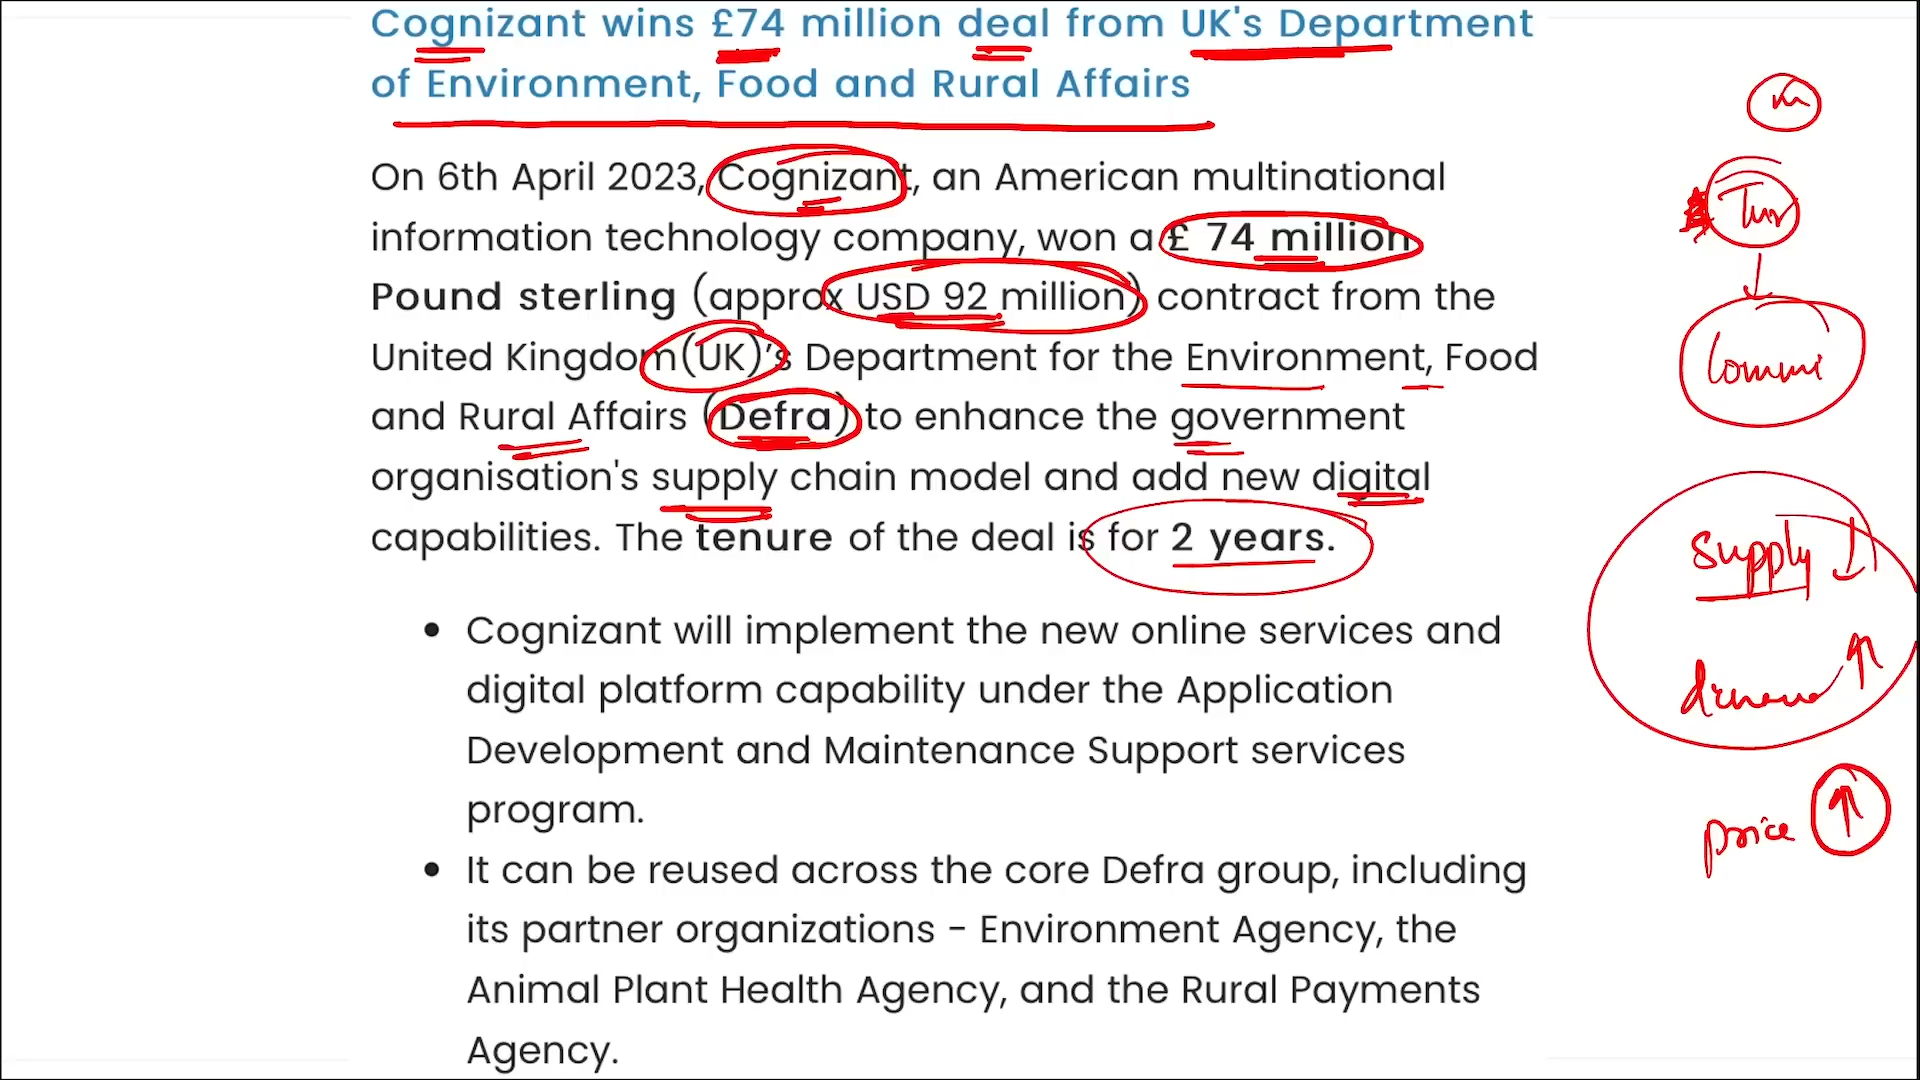 Cognizant wins £74 million deal from UK's Department
of Environment, Food and Rural Affairs
On 6th April 2023, Cognizant, an American multinational
information technology company, won a £ 74 million
Pound sterling (approx USD 92 million) contract from the
United Kingdom(UK)'s Department for the Environment, Food
and Rural Affairs (Defra) to enhance the government
organisation's supply chain model and add new digital
capabilities. The tenure of the deal is for 2 years.
• Cognizant will implement the new online services and
digital platform capability under the Application
Development and Maintenance Support services
program.
• It can be reused across the core Defra group, including
its partner organizations - Environment Agency, the
Animal Plant Health Agency, and the Rural Payments
Agency.
supply ↓
demand ↑
price ↑